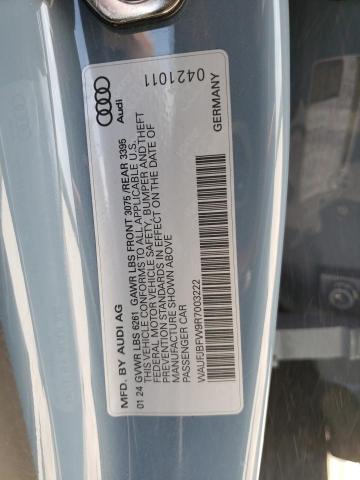 Audi
0421011
GERMANY
MFD. BY AUDI AG
01 24 GVWR LBS 6261 GAWR LBS FRONT 3075 /REAR 3395
THIS VEHICLE CONFORMS TO ALL APPLICABLE U.S.
FEDERAL MOTOR VEHICLE SAFETY, BUMPER AND THEFT
PREVENTION STANDARDS IN EFFECT ON THE DATE OF
MANUFACTURE SHOWN ABOVE
PASSENGER CAR
WAUFJBFW9R7003222